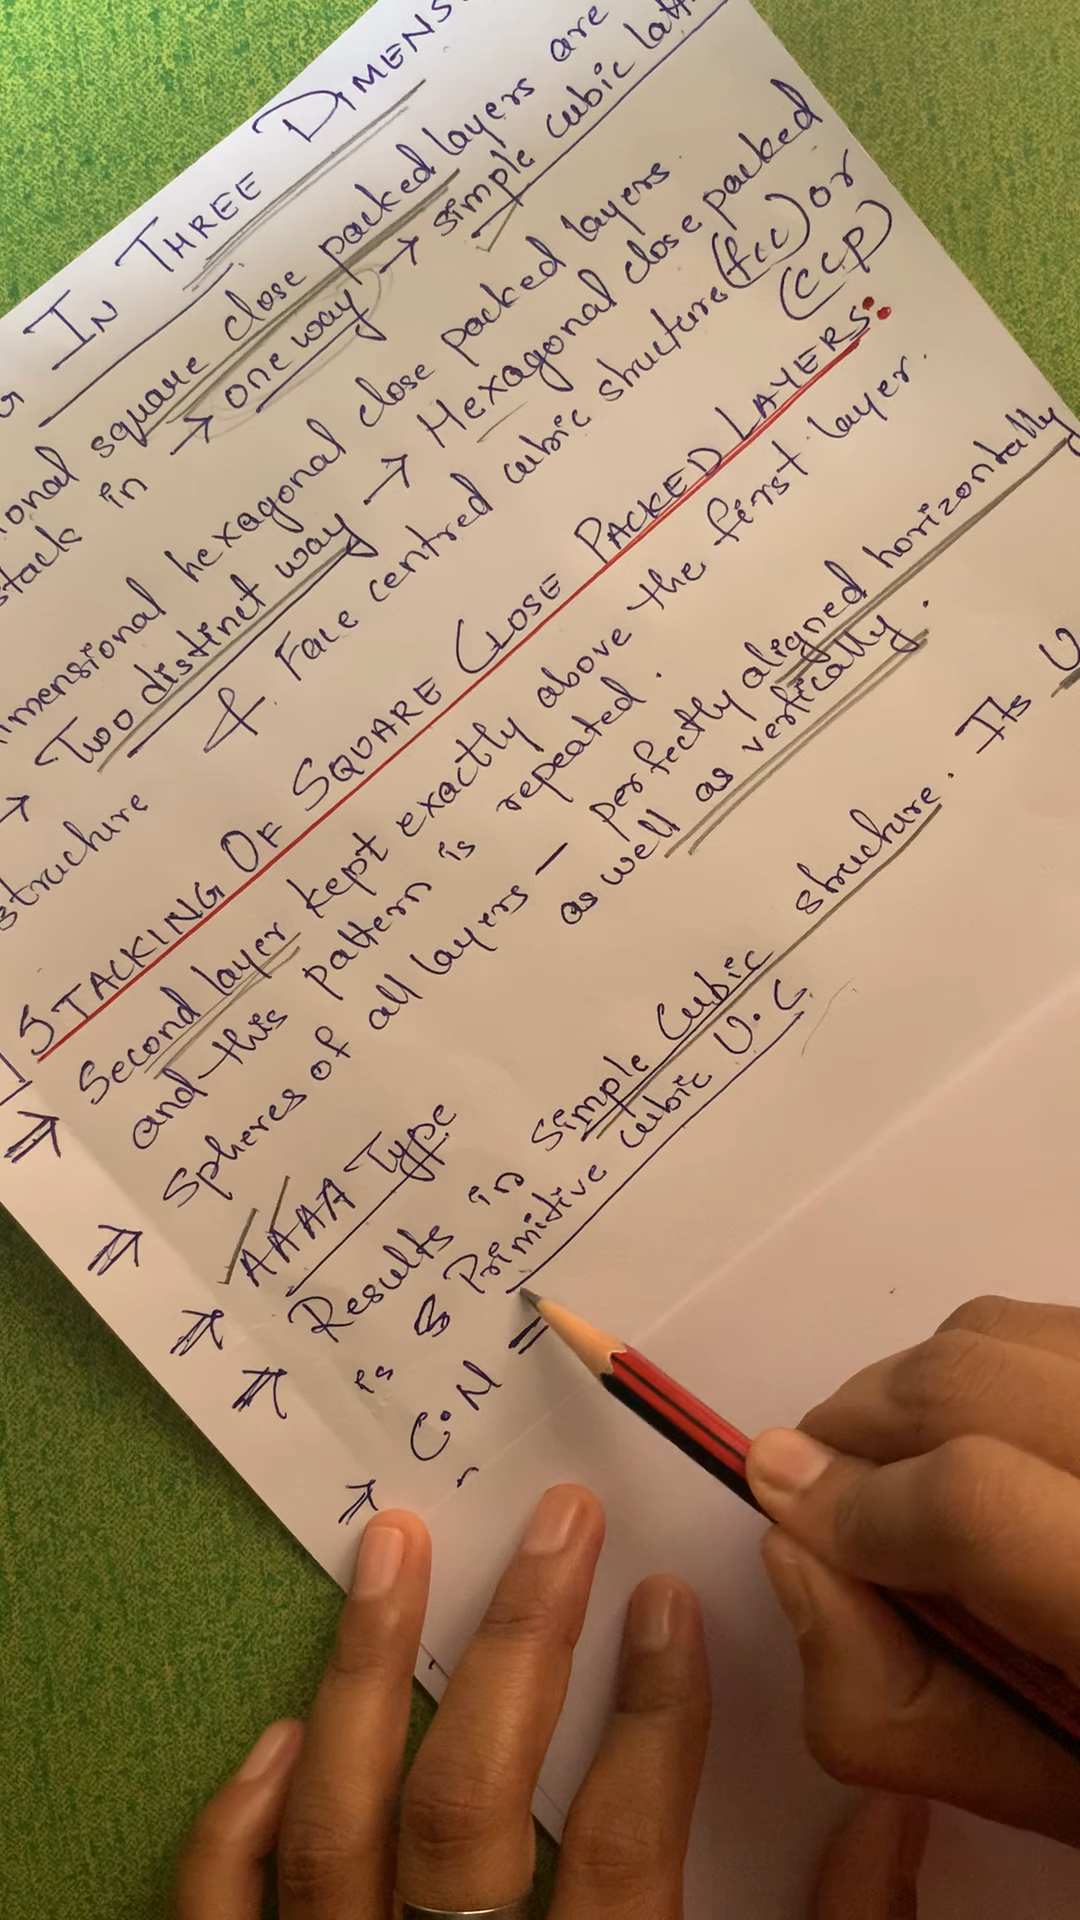 IN THREE DIMENS
ional square close packed layers are
stack in → one way → simple cubic latti
imensional hexagonal close packed layers
→ Two distinct way → Hexagonal close packed
structure & Face centred cubic structure (fcc) or
(ccp)
STACKING OF SQUARE CLOSE PACKED LAYERS:
⇒ Second layer kept exactly above the first layer.
and this pattern is repeated.
⇒ Spheres of all layers — perfectly aligned horizontally
as well as vertically.
⇒ AAAA Type
⇒ Results in Simple Cubic structure. Its U
is Primitive cubic U.C.
⇒ C.N =